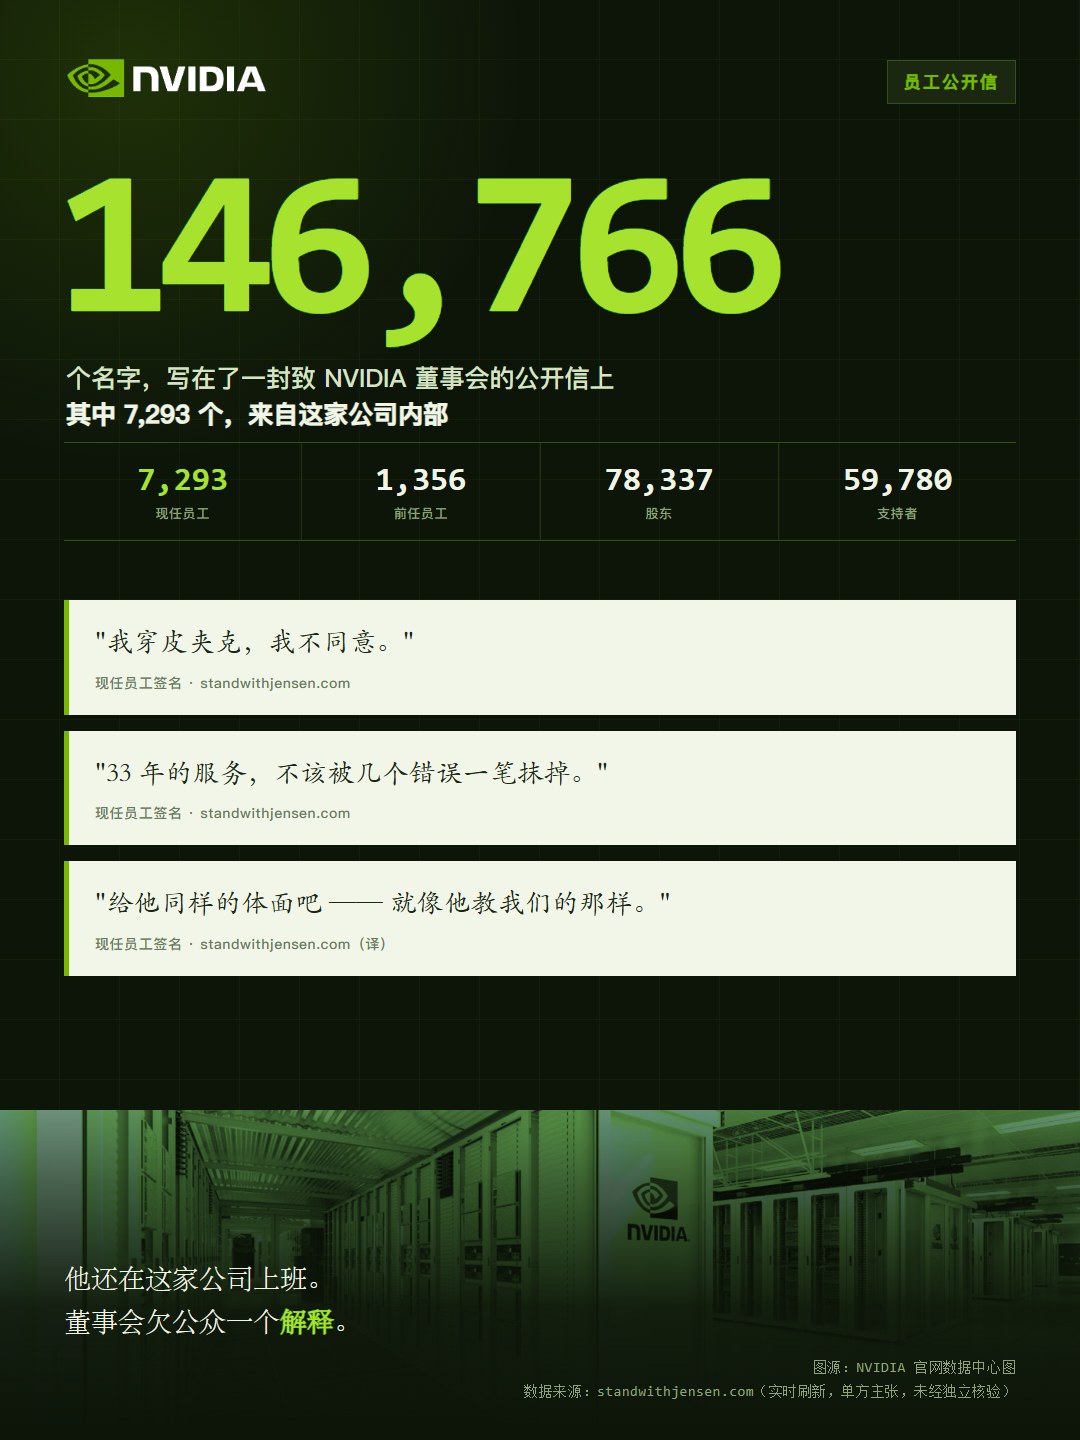 NVIDIA
员工公开信
146,766
个名字，写在了一封致 NVIDIA 董事会的公开信上
其中 7,293 个，来自这家公司内部
7,293
现任员工
1,356
前任员工
78,337
股东
59,780
支持者
"我穿皮夹克，我不同意。"
现任员工签名 · standwithjensen.com
"33 年的服务，不该被几个错误一笔抹掉。"
现任员工签名 · standwithjensen.com
"给他同样的体面吧 —— 就像他教我们的那样。"
现任员工签名 · standwithjensen.com（译）
NVIDIA
他还在这家公司上班。
董事会欠公众一个解释。
图源：NVIDIA 官网数据中心图
数据来源：standwithjensen.com（实时刷新，单方主张，未经独立核验）